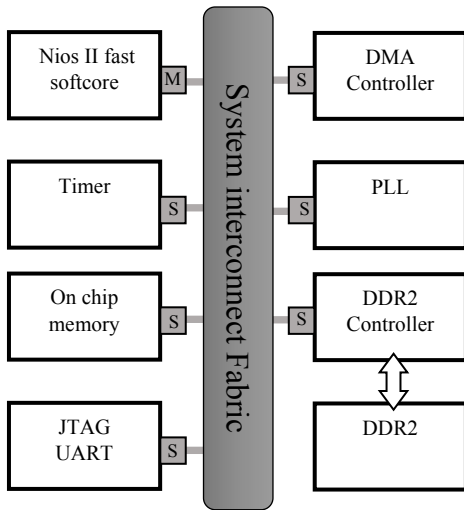 Nios II fast
softcore
M
Timer
S
On chip
memory
S
JTAG
UART
S
System interconnect Fabric
S
DMA
Controller
S
PLL
S
DDR2
Controller
DDR2